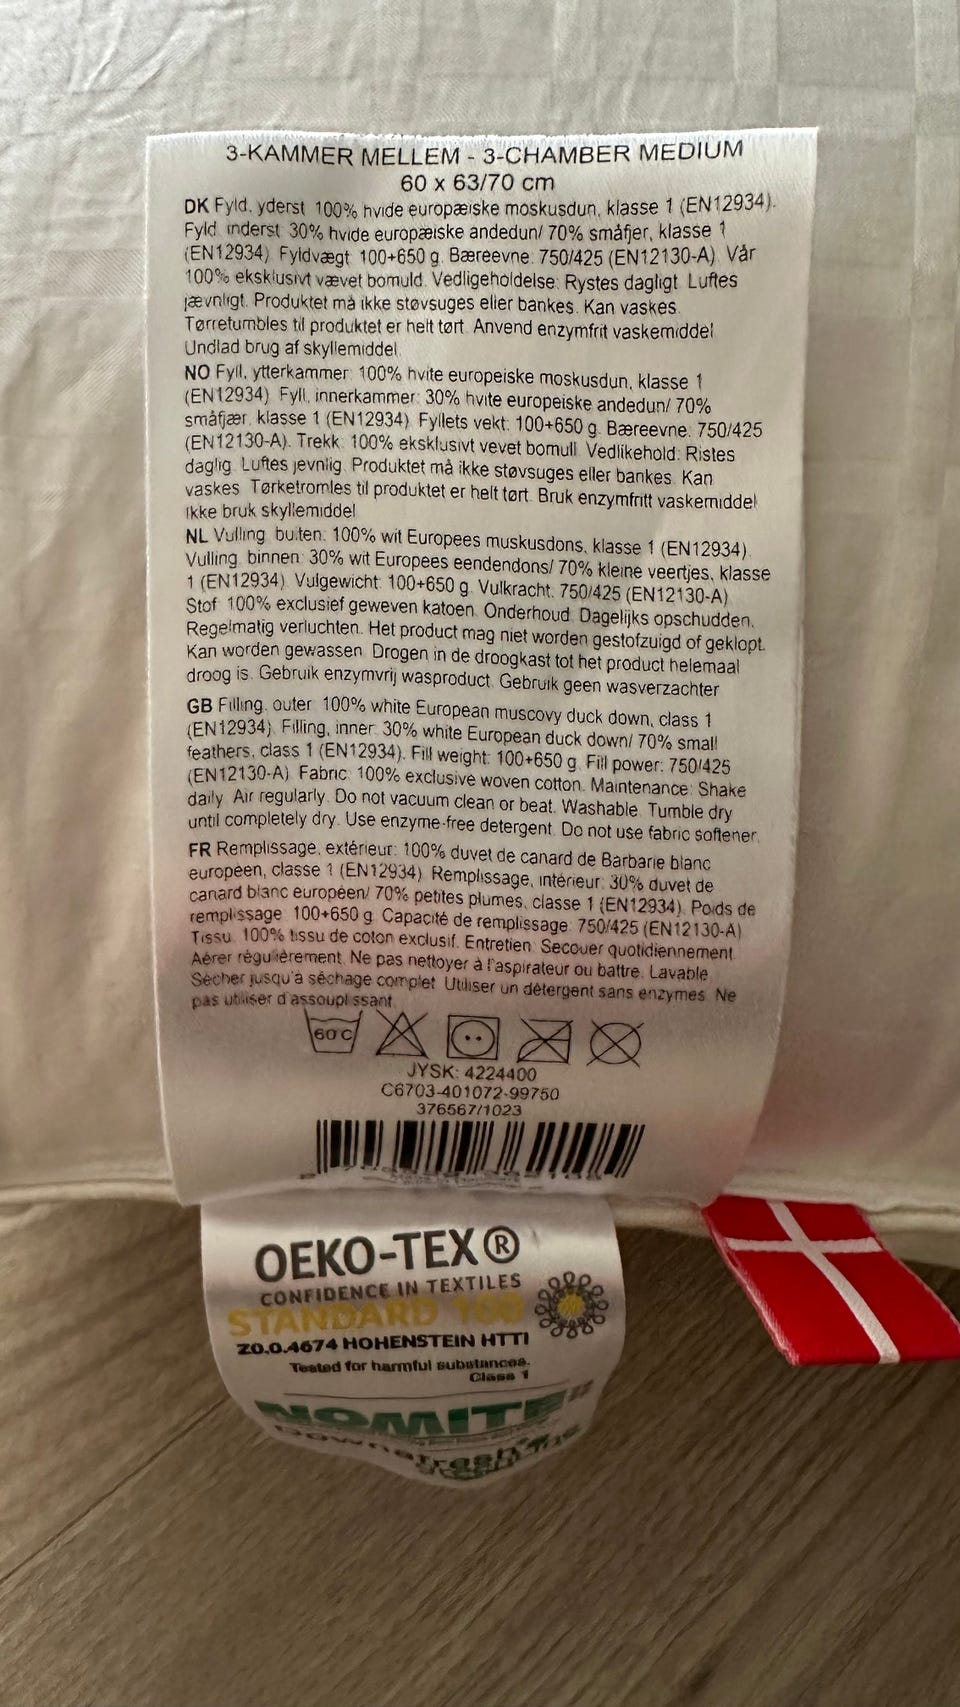 3-KAMMER MELLEM - 3-CHAMBER MEDIUM
60 x 63/70 cm
DK Fyld, yderst 100% hvide europæiske moskusdun, klasse 1 (EN12934).
Fyld inderst 30% hvide europæiske andedun/ 70% småfjer, klasse 1
(EN12934) Fyldvægt 100+650 g. Bæreevne: 750/425 (EN12130-A) Vår
100% eksklusivt vævet bomuld. Vedligeholdelse: Rystes dagligt Luftes
jævnligt. Produktet må ikke støvsuges eller bankes. Kan vaskes.
Tørretumbles til produktet er helt tørt. Anvend enzymfrit vaskemiddel
Undlad brug af skyllemiddel
NO Fyll, ytterkammer: 100% hvite europeiske moskusdun, klasse 1
(EN12934) Fyll, innerkammer: 30% hvite europeiske andedun/ 70%
småfjær, klasse 1 (EN12934) Fyllets vekt: 100+650 g. Bæreevne: 750/425
(EN12130-A). Trekk: 100% eksklusivt vevet bomull Vedlikehold: Ristes
daglig Luftes jevnlig Produktet må ikke støvsuges eller bankes. Kan
vaskes Tørketromles til produktet er helt tørt. Bruk enzymfritt vaskemiddel
Ikke bruk skyllemiddel
NL Vulling buiten: 100% wit Europees muskusdons, klasse 1 (EN12934).
Vulling binnen: 30% wit Europees eendendons/ 70% kleine veertjes, klasse
1 (EN12934) Vulgewicht: 100+650 g. Vulkracht: 750/425 (EN12130-A)
Stof 100% exclusief geweven katoen Onderhoud Dagelijks opschudden.
Regelmatig verluchten. Het product mag niet worden gestofzuigd of geklopt.
Kan worden gewassen Drogen in de droogkast tot het product helemaal
droog is. Gebruik enzymvrij wasproduct Gebruik geen wasverzachter
GB Filling, outer 100% white European muscovy duck down, class 1
(EN12934) Filling, inner 30% white European duck down/ 70% small
feathers, class 1 (EN12934). Fill weight: 100+650 g Fill power: 750/425
(EN12130-A) Fabric: 100% exclusive woven cotton. Maintenance: Shake
daily Air regularly. Do not vacuum clean or beat. Washable Tumble dry
until completely dry. Use enzyme-free detergent Do not use fabric softener.
FR Remplissage, extérieur: 100% duvet de canard de Barbarie blanc
européen, classe 1 (EN12934) Remplissage, intérieur: 30% duvet de
canard blanc européen/ 70% petites plumes, classe 1 (EN12934). Poids de
remplissage 100+650 g Capacité de remplissage 750/425 (EN12130-A)
Tissu 100% tissu de coton exclusif. Entretien Secouer quotidiennement
Aérer régulièrement. Ne pas nettoyer à l'aspirateur ou battre. Lavable
Sécher jusqu'a séchage complet Utiliser un détergent sans enzymes Ne
pas utiliser d'assouplissant
60°C
JYSK: 4224400
C6703-401072-99750
376567/1023
OEKO-TEX®
CONFIDENCE IN TEXTILES
STANDARD 100
Z0.0.4674 HOHENSTEIN HTTI
Tested for harmful substances.
Class 1
NOMITE